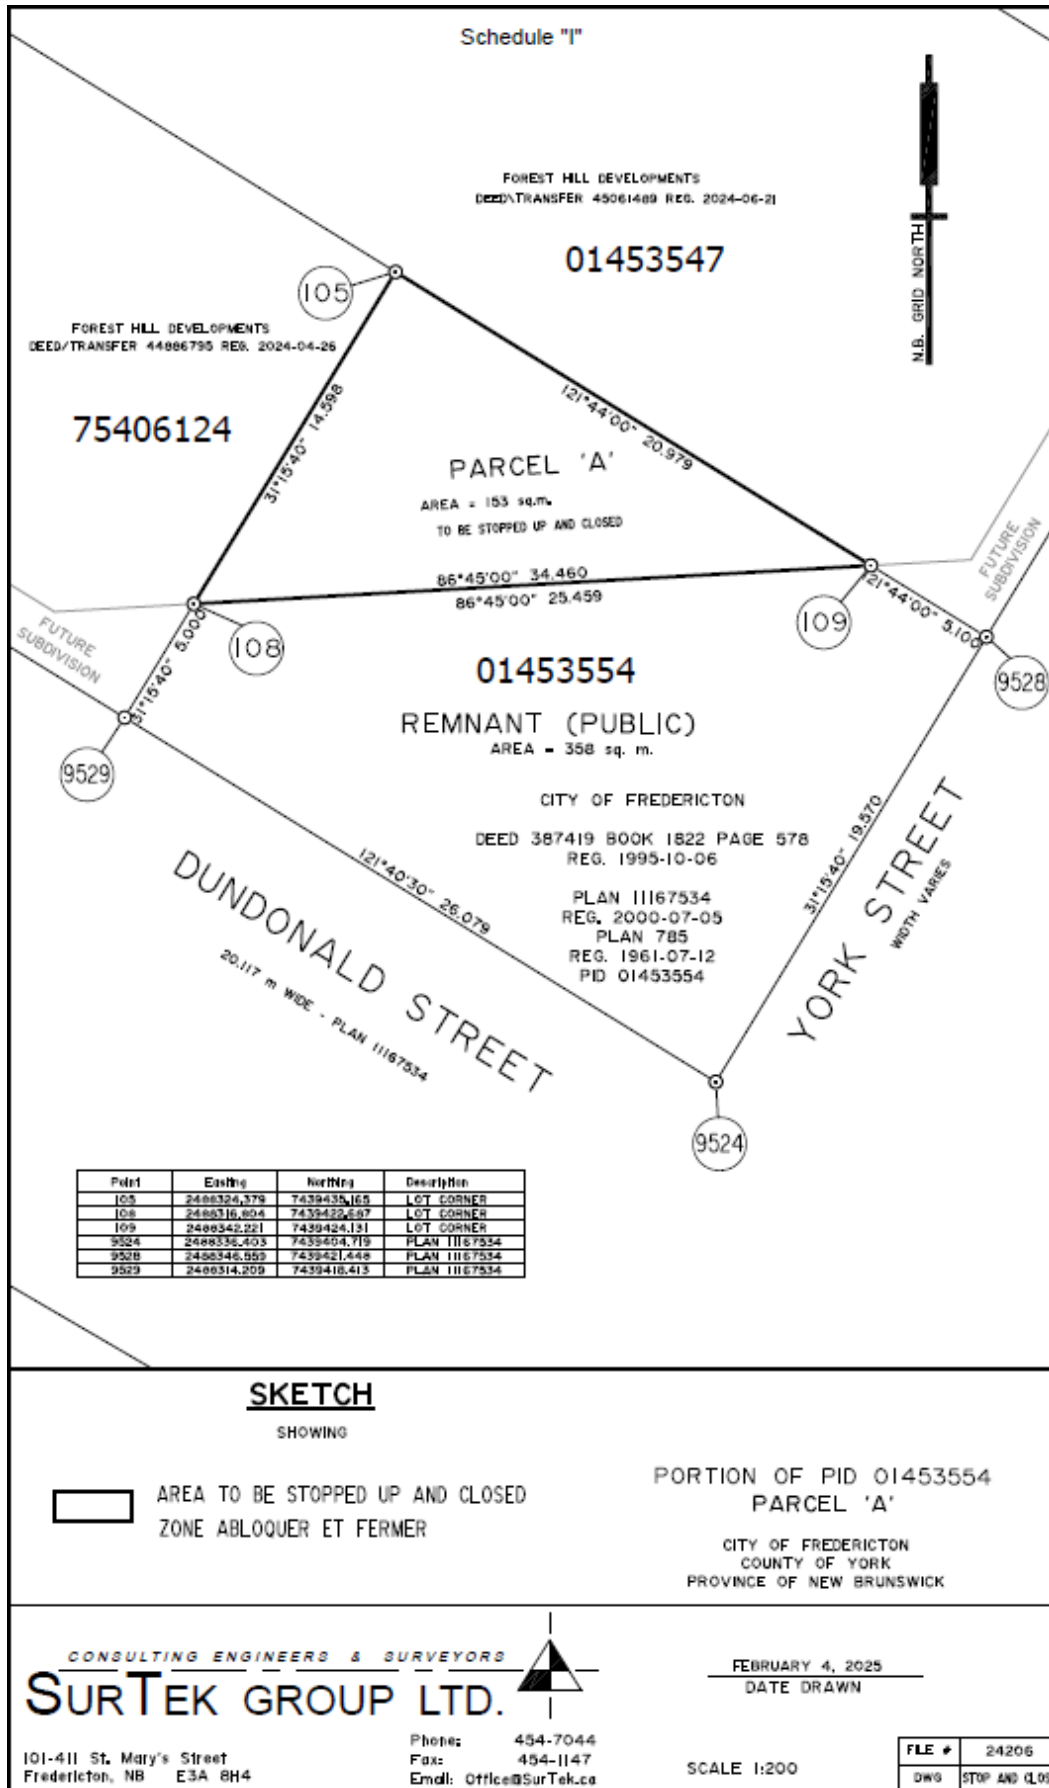 Schedule "I"
FOREST HILL DEVELOPMENTS
DEED\TRANSFER 45061489 REG. 2024-06-21
01453547
N.B. GRID NORTH
105
FOREST HILL DEVELOPMENTS
DEED/TRANSFER 44886795 REG. 2024-04-26
75406124
31°15'40" 14.598
121°44'00" 20.979
PARCEL 'A'
AREA = 153 sq.m.
TO BE STOPPED UP AND CLOSED
86°45'00" 34.460
86°45'00" 25.459
FUTURE
SUBDIVISION
FUTURE
SUBDIVISION
31°15'40" 5.000
108
109
121°44'00" 5.100
9528
9529
01453554
REMNANT (PUBLIC)
AREA = 358 sq. m.
CITY OF FREDERICTON
DEED 387419 BOOK 1822 PAGE 578
REG. 1995-10-06
PLAN 11167534
REG. 2000-07-05
PLAN 785
REG. 1961-07-12
PID 01453554
121°40'30" 26.079
31°15'40" 19.570
DUNDONALD STREET
20.117 m WIDE - PLAN 11167534
YORK STREET
WIDTH VARIES
9524
Point Easting Northing Description
105 2488324.379 7439435.165 LOT CORNER
108 2488316.804 7439422.687 LOT CORNER
109 2488342.221 7439424.131 LOT CORNER
9524 2488336.403 7439404.719 PLAN 11167534
9528 2488346.559 7439421.448 PLAN 11167534
9529 2488314.209 7439418.413 PLAN 11167534
SKETCH
SHOWING
AREA TO BE STOPPED UP AND CLOSED
ZONE ABLOQUER ET FERMER
PORTION OF PID 01453554
PARCEL 'A'
CITY OF FREDERICTON
COUNTY OF YORK
PROVINCE OF NEW BRUNSWICK
CONSULTING ENGINEERS & SURVEYORS
SURTEK GROUP LTD.
101-411 St. Mary's Street
Fredericton, NB E3A 8H4
Phone: 454-7044
Fax: 454-1147
Email: Office@SurTek.ca
FEBRUARY 4, 2025
DATE DRAWN
SCALE 1:200
FILE # 24206
DWG STOP AND CLOS